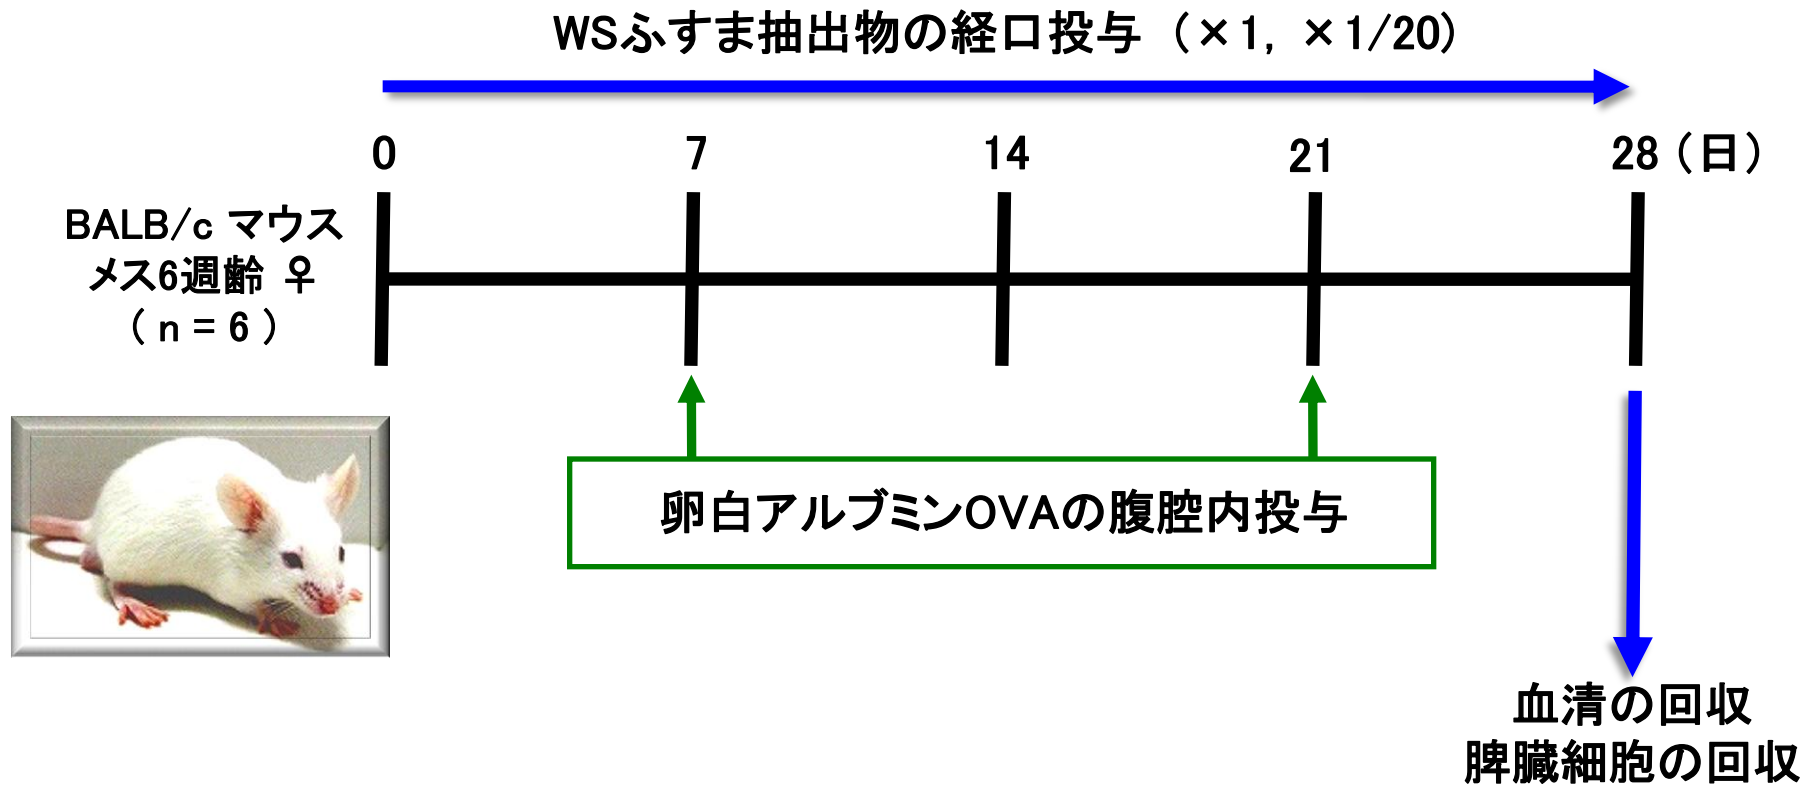 WSふすま抽出物の経口投与 （×1, ×1/20)
0 7 14 21 28（日）
BALB/c マウス
メス6週齢 ♀
( n = 6 )
卵白アルブミンOVAの腹腔内投与
血清の回収
脾臓細胞の回収